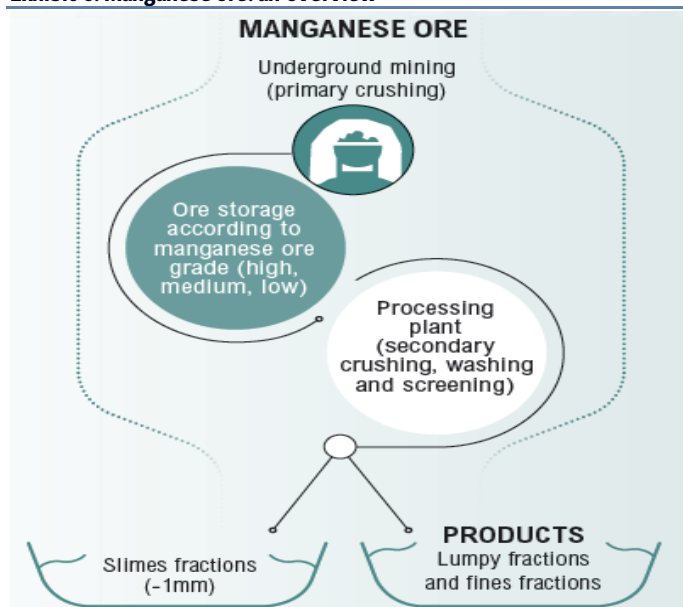 MANGANESE ORE
Underground mining
(primary crushing)
Ore storage
according to
manganese ore
grade (high,
medium, low)
Processing
plant
(secondary
crushing, washing
and screening)
Slimes fractions
(-1mm)
PRODUCTS
Lumpy fractions
and fines fractions